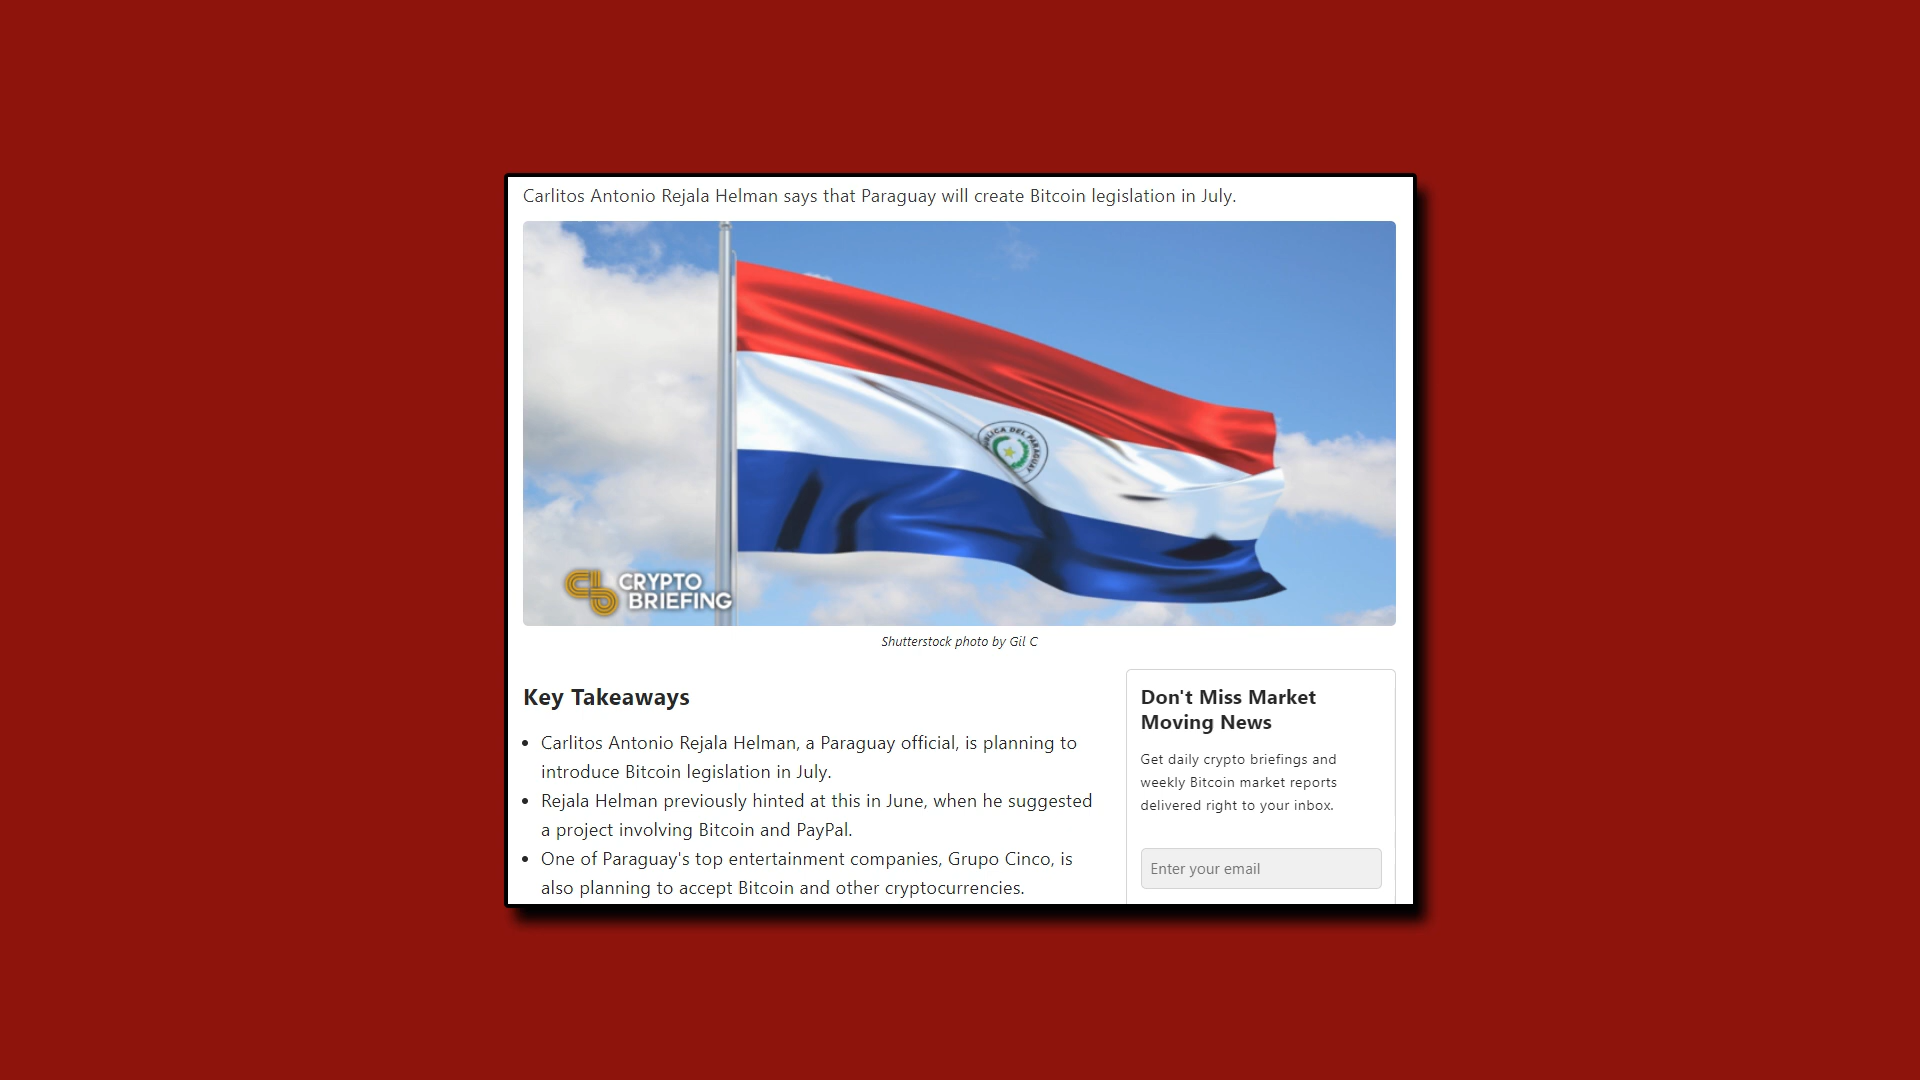 Carlitos Antonio Rejala Helman says that Paraguay will create Bitcoin legislation in July.
REPUBLICA DEL PARAGUAY
CRYPTO
BRIEFING
Shutterstock photo by Gil C
Key Takeaways
• Carlitos Antonio Rejala Helman, a Paraguay official, is planning to
introduce Bitcoin legislation in July.
• Rejala Helman previously hinted at this in June, when he suggested
a project involving Bitcoin and PayPal.
• One of Paraguay's top entertainment companies, Grupo Cinco, is
also planning to accept Bitcoin and other cryptocurrencies.
Don't Miss Market
Moving News
Get daily crypto briefings and
weekly Bitcoin market reports
delivered right to your inbox.
Enter your email